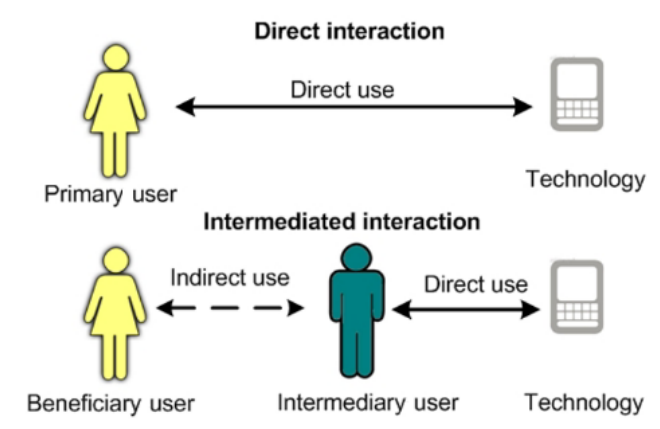 Direct interaction
Direct use
Primary user
Technology
Intermediated interaction
Indirect use
Direct use
Beneficiary user
Intermediary user
Technology